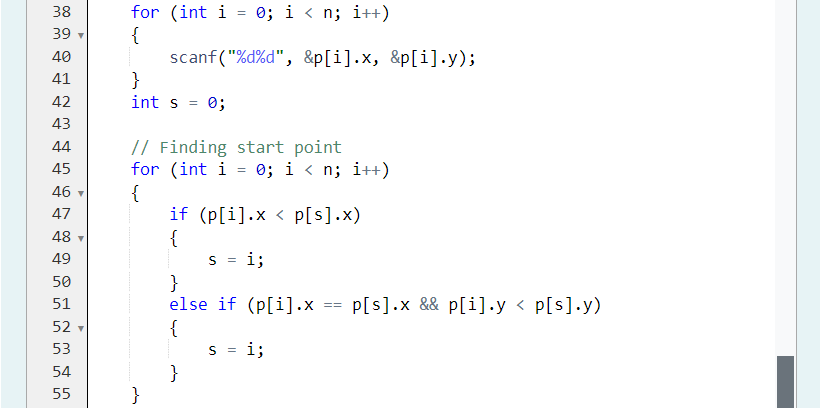 38 for (int i = 0; i < n; i++)
39 {
40 scanf("%d%d", &p[i].x, &p[i].y);
41 }
42 int s = 0;
43
44 // Finding start point
45 for (int i = 0; i < n; i++)
46 {
47 if (p[i].x < p[s].x)
48 {
49 s = i;
50 }
51 else if (p[i].x == p[s].x && p[i].y < p[s].y)
52 {
53 s = i;
54 }
55 }